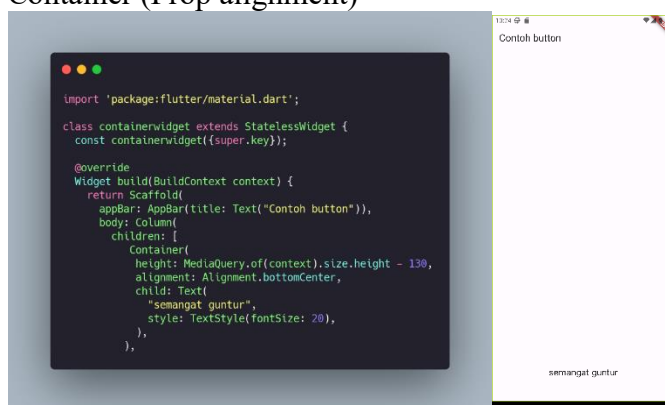 Container (Prop alignment)
import 'package:flutter/material.dart';
class containerwidget extends StatelessWidget {
const containerwidget({super.key});
@override
Widget build(BuildContext context) {
return Scaffold(
appBar: AppBar(title: Text("Contoh button")),
body: Column(
children: [
Container(
height: MediaQuery.of(context).size.height - 130,
alignment: Alignment.bottomCenter,
child: Text(
"semangat guntur",
style: TextStyle(fontSize: 20),
),
),
13:24
Contoh button
semangat guntur